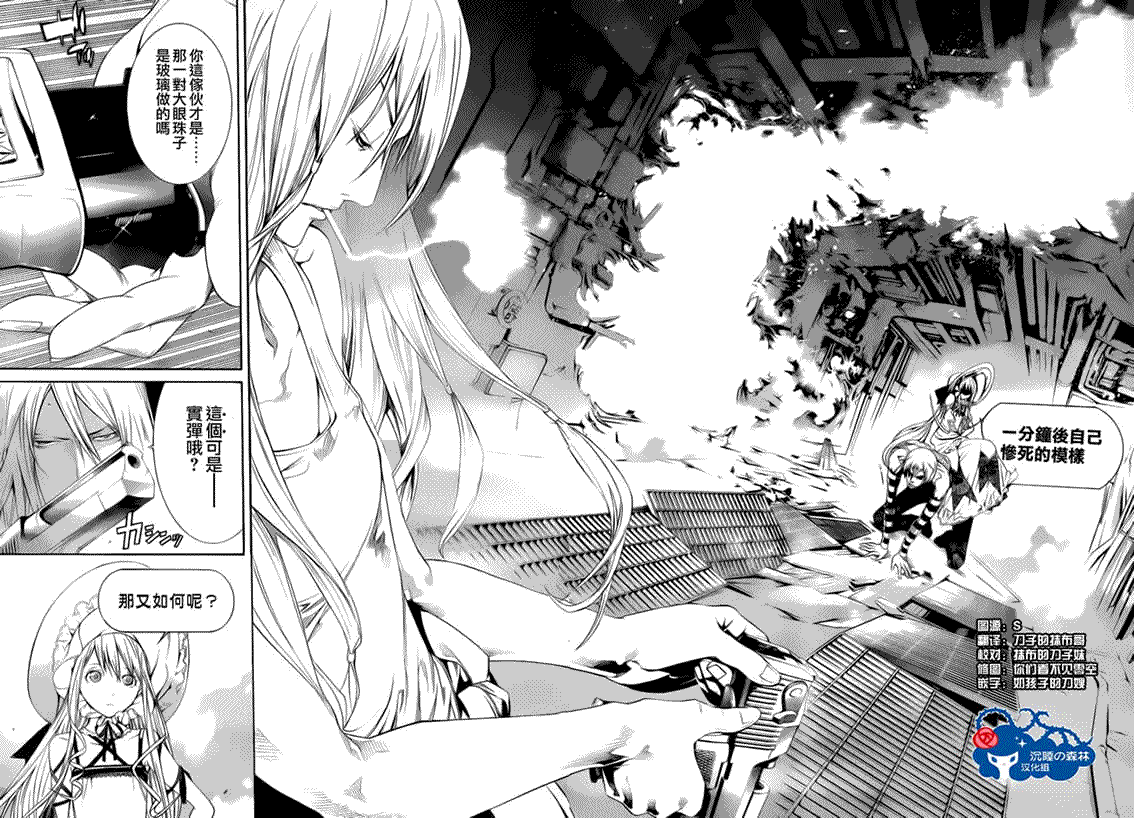 一分鐘後自己
慘死的模樣
你這傢伙才是……
那一對大眼珠子
是玻璃做的嗎
這個可是——
實彈哦？
ガシンッ
那又如何呢？
圖源：S
翻译：刀子的抹布哥
校对：抹布的刀子妹
修圖：你们看不见雪空
嵌字：如孩子的刀嫂
沉睡の森林
汉化组